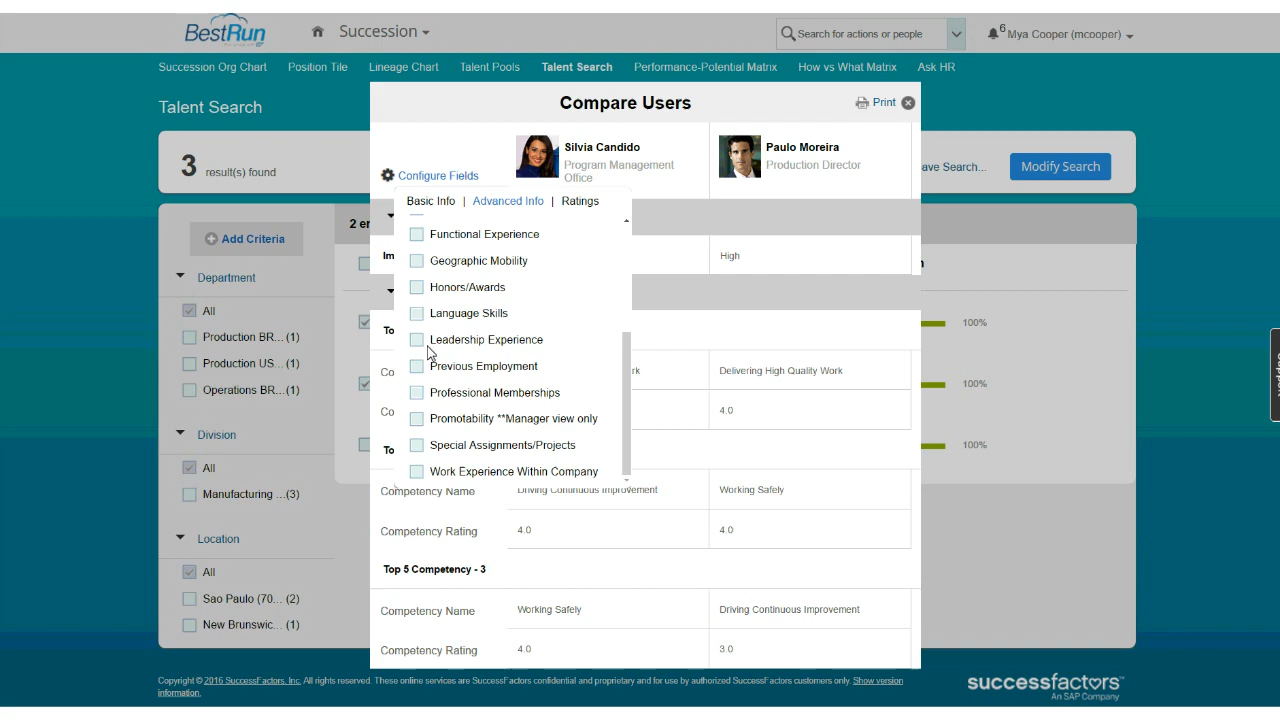 BestRun
Succession
Search for actions or people
6
Mya Cooper (mcooper)
Succession Org Chart
Position Tile
Lineage Chart
Talent Pools
Talent Search
Performance-Potential Matrix
How vs What Matrix
Ask HR
Talent Search
Compare Users
Print
3 result(s) found
Silvia Candido
Program Management
Office
Paulo Moreira
Production Director
ave Search...
Modify Search
Configure Fields
Basic Info | Advanced Info | Ratings
Functional Experience
Geographic Mobility
Honors/Awards
Language Skills
Leadership Experience
Previous Employment
Professional Memberships
Promotability **Manager view only
Special Assignments/Projects
Work Experience Within Company
Add Criteria
2 er
Department
All
Production BR... (1)
Production US... (1)
Operations BR...(1)
Division
All
Manufacturing ...(3)
Location
All
Sao Paulo (70... (2)
New Brunswic... (1)
Im
High
To
Co
rk
Delivering High Quality Work
Co
4.0
To
Competency Name
Driving Continuous Improvement
Working Safely
Competency Rating
4.0
4.0
Top 5 Competency - 3
Competency Name
Working Safely
Driving Continuous Improvement
Competency Rating
4.0
3.0
100%
100%
100%
Copyright © 2016 SuccessFactors, Inc. All rights reserved. These online services are SuccessFactors confidential and proprietary and for use by authorized SuccessFactors customers only. Show version
information.
successfactors™
An SAP Company